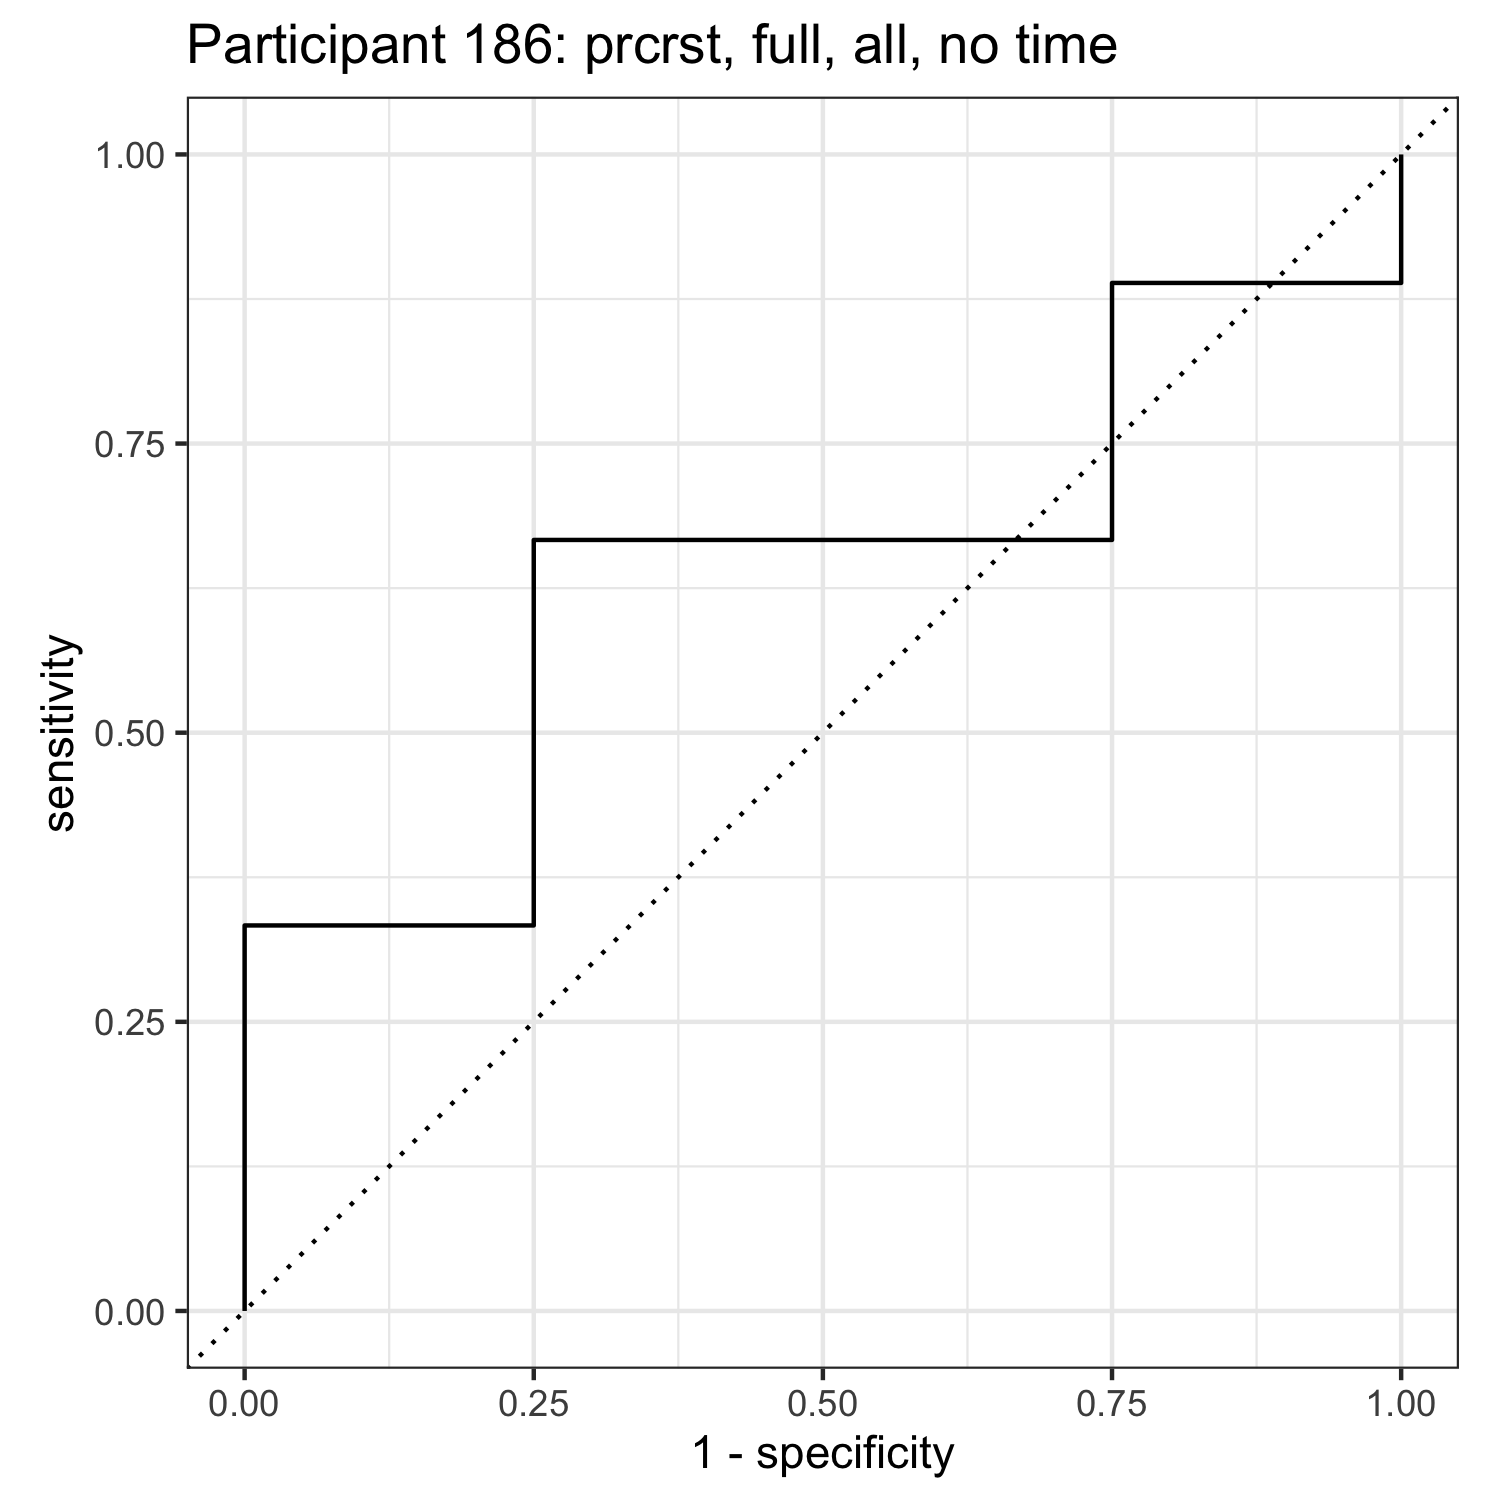 Participant 186: prcrst, full, all, no time
1.00
0.75
0.50
0.25
0.00
sensitivity
0.00 0.25 0.50 0.75 1.00
1 - specificity